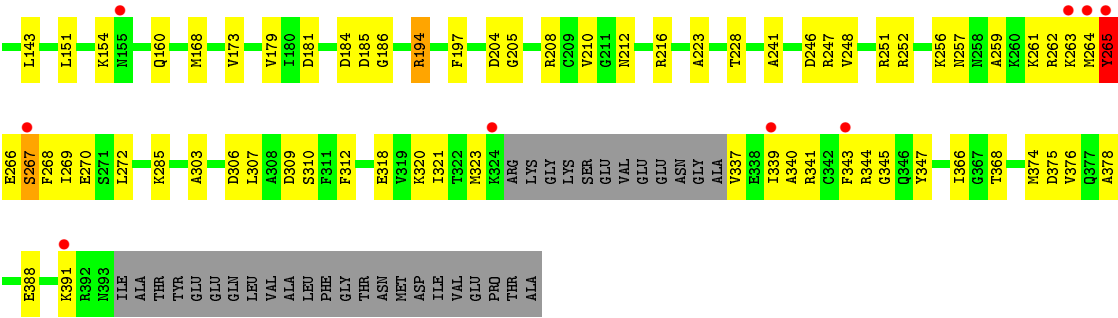 L143 L151 K154 N155 Q160 M168 V173 V179 I180 D181 D184 D185 G186 R194 F197 D204 G205 R208 C209 V210 G211 N212 R216 A223 T228 A241 D246 R247 V248 R251 R252 K256 N257 N258 A259 K260 K261 R262 K263 M264 Y265
E266 S267 F268 I269 E270 S271 L272 K285 A303 D306 L307 A308 D309 S310 F311 F312 E318 V319 K320 I321 T322 M323 K324 ARG LYS GLY LYS SER GLU VAL GLU GLU ASN GLY ALA V337 E338 I339 A340 R341 C342 F343 R344 G345 Q346 Y347 I366 G367 T368 M374 D375 V376 Q377 A378
E388 K391 R392 N393 ILE ALA THR TYR GLU GLU GLN LEU VAL ALA LEU PHE GLY THR ASN MET ASP ILE VAL GLU PRO THR ALA